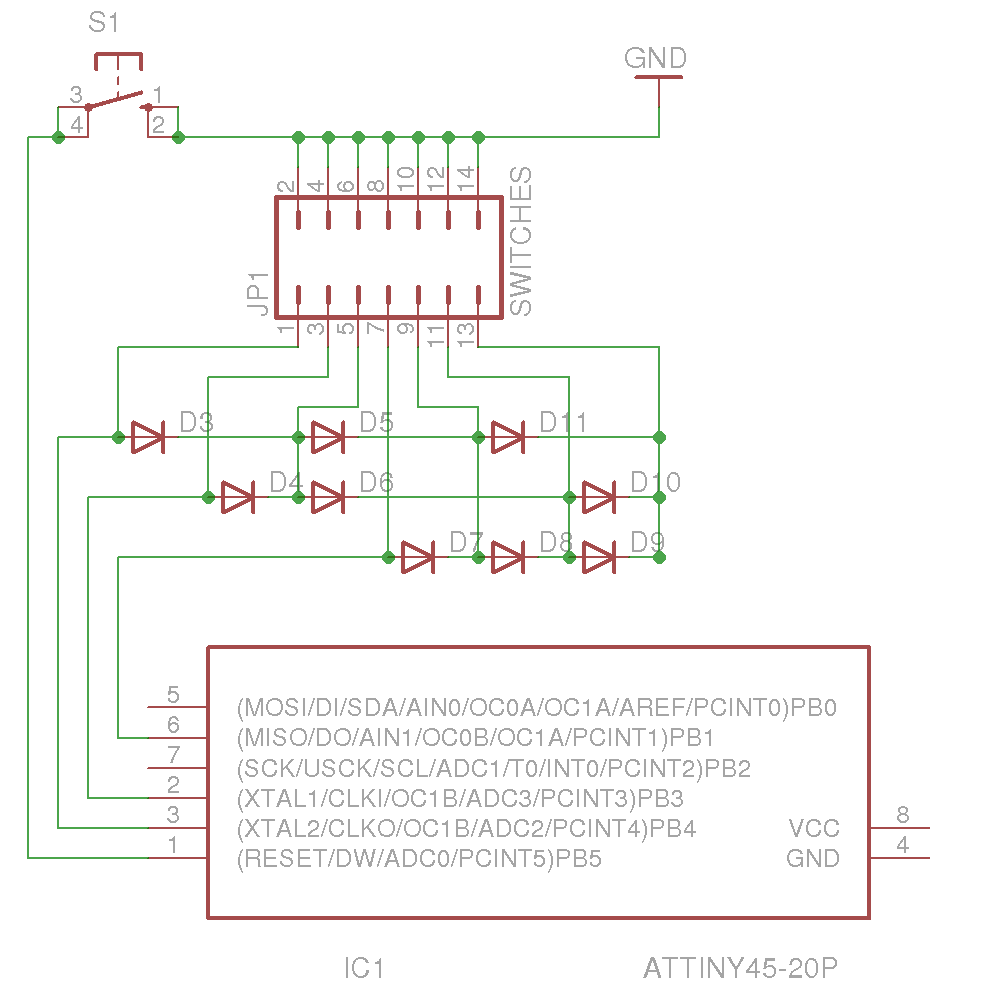 S1
GND
3 1
4 2
2 4 6 8 10 12 14
JP1
SWITCHES
1 3 5 7 9 11 13
D3 D5 D11
D4 D6 D10
D7 D8 D9
5 (MOSI/DI/SDA/AIN0/OC0A/OC1A/AREF/PCINT0)PB0
6 (MISO/DO/AIN1/OC0B/OC1A/PCINT1)PB1
7 (SCK/USCK/SCL/ADC1/T0/INT0/PCINT2)PB2
2 (XTAL1/CLKI/OC1B/ADC3/PCINT3)PB3
3 (XTAL2/CLKO/OC1B/ADC2/PCINT4)PB4 VCC 8
1 (RESET/DW/ADC0/PCINT5)PB5 GND 4
IC1 ATTINY45-20P